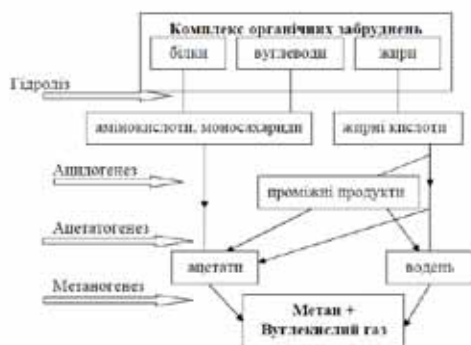 Комплекс органічних забруднень
білки вуглеводи жири
Гідроліз
амінокислоти, моносахариди жирні кислоти
Ацидогенез
проміжні продукти
Ацетатогенез
ацетати водень
Метаногенез
Метан +
Вуглекислий газ